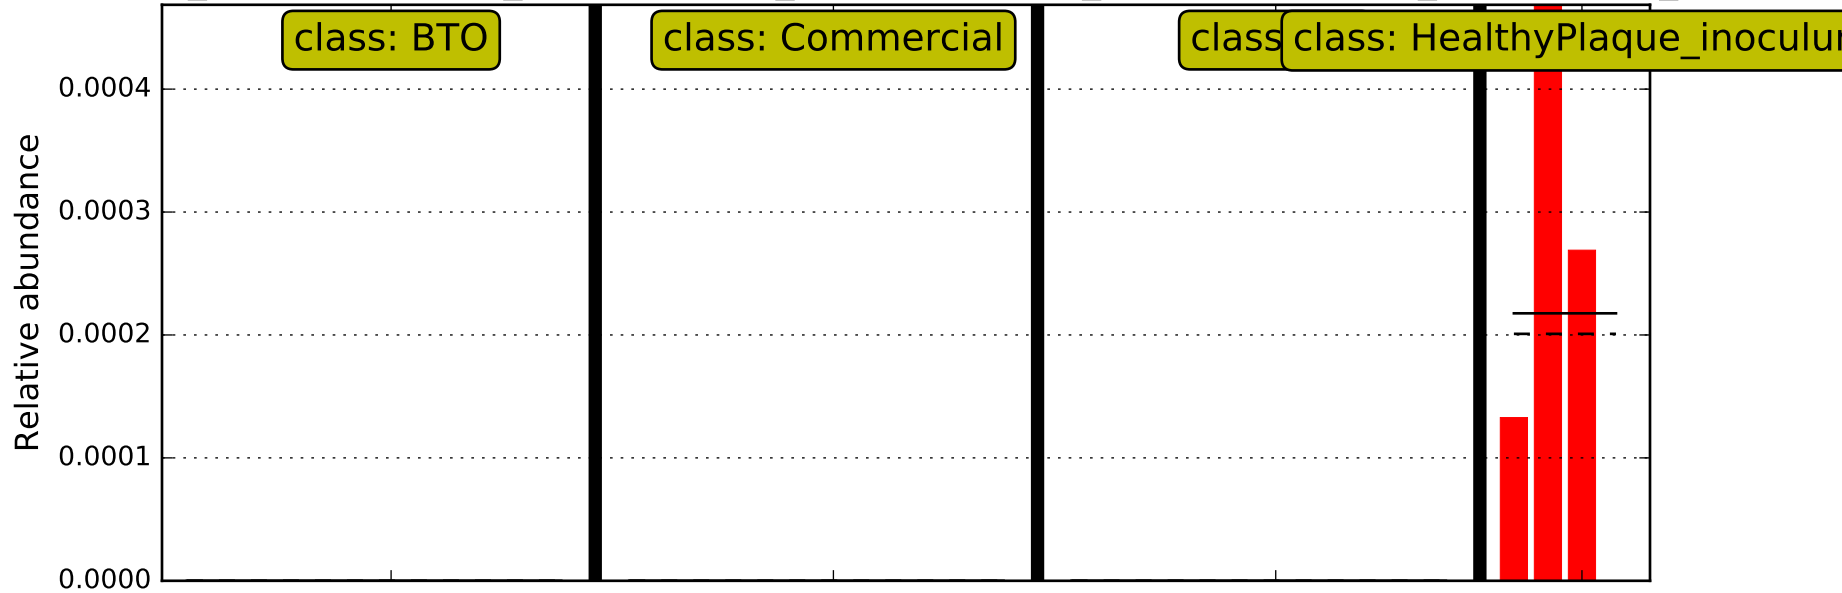 class: BTO
class: Commercial
class
class: HealthyPlaque_inoculu
0.0004
0.0003
0.0002
0.0001
0.0000
Relative abundance